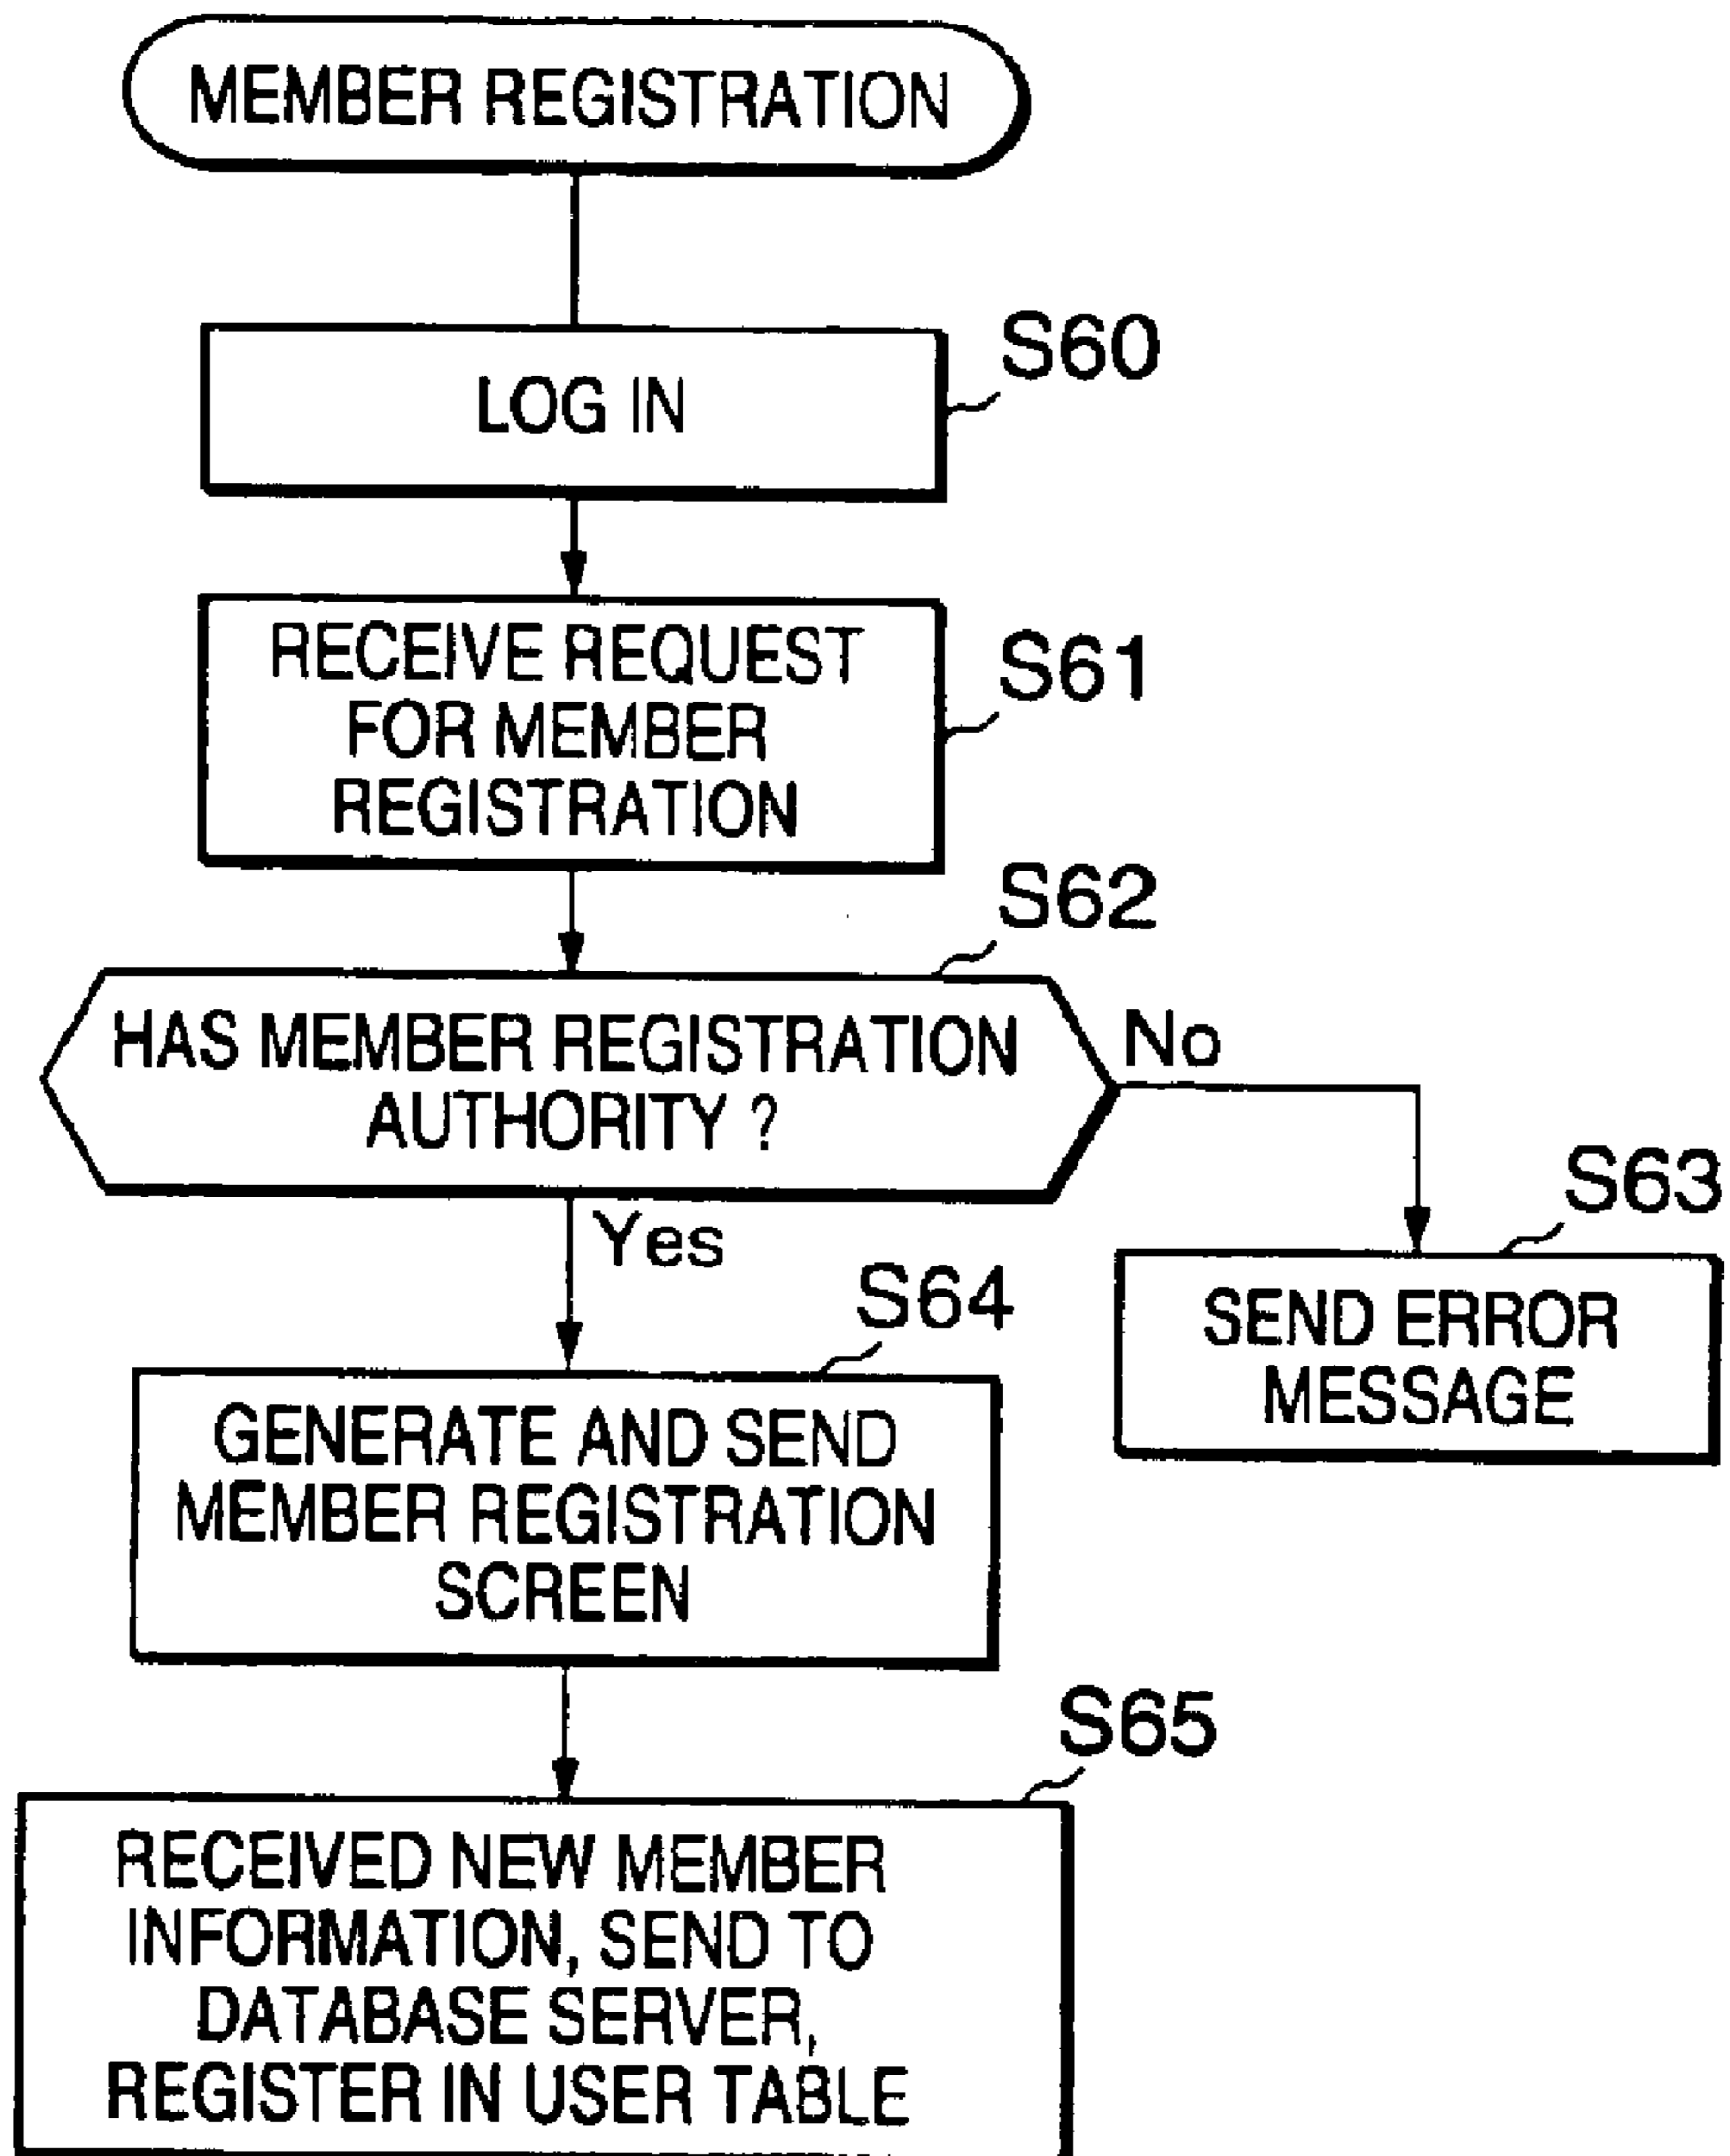 MEMBER REGISTRATION
S60
LOG IN
S61
RECEIVE REQUEST
FOR MEMBER
REGISTRATION
S62
HAS MEMBER REGISTRATION
AUTHORITY ?
No
Yes
S63
SEND ERROR
MESSAGE
S64
GENERATE AND SEND
MEMBER REGISTRATION
SCREEN
S65
RECEIVED NEW MEMBER
INFORMATION, SEND TO
DATABASE SERVER,
REGISTER IN USER TABLE